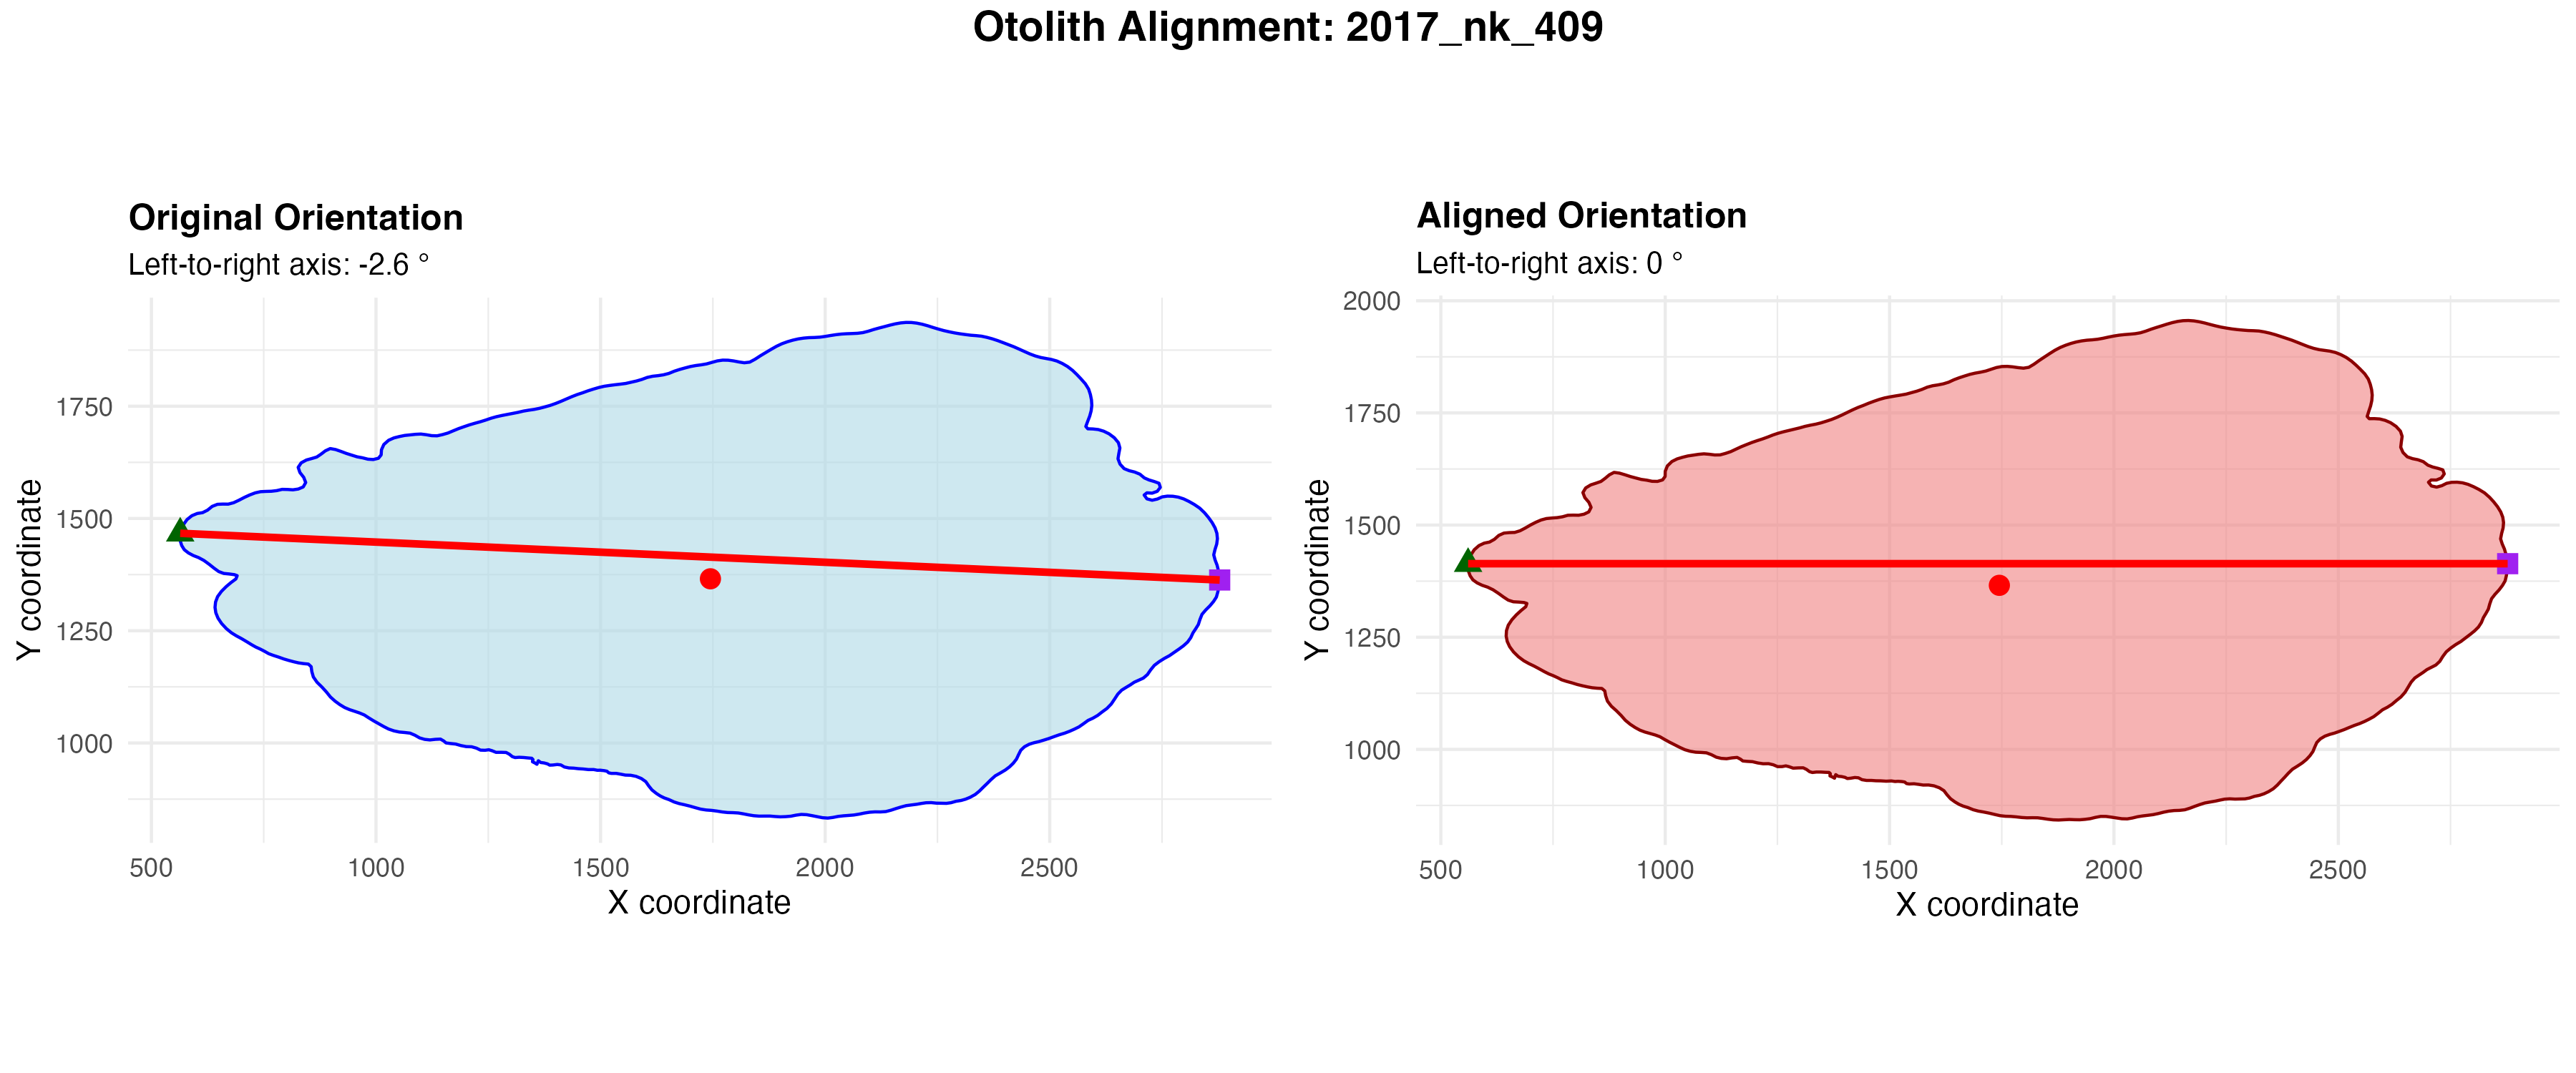 Otolith Alignment: 2017_nk_409
Original Orientation
Left-to-right axis: -2.6 °
Y coordinate
1750
1500
1250
1000
500 1000 1500 2000 2500
X coordinate
Aligned Orientation
Left-to-right axis: 0 °
Y coordinate
2000
1750
1500
1250
1000
500 1000 1500 2000 2500
X coordinate